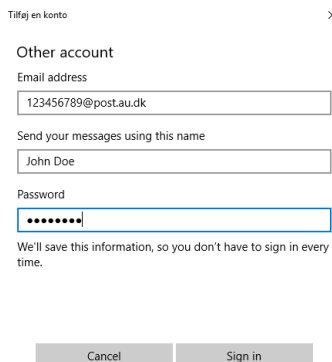 Tilføj en konto
Other account
Email address
123456789@post.au.dk
Send your messages using this name
John Doe
Password
●●●●●●●●
We'll save this information, so you don't have to sign in every
time.
Cancel
Sign in